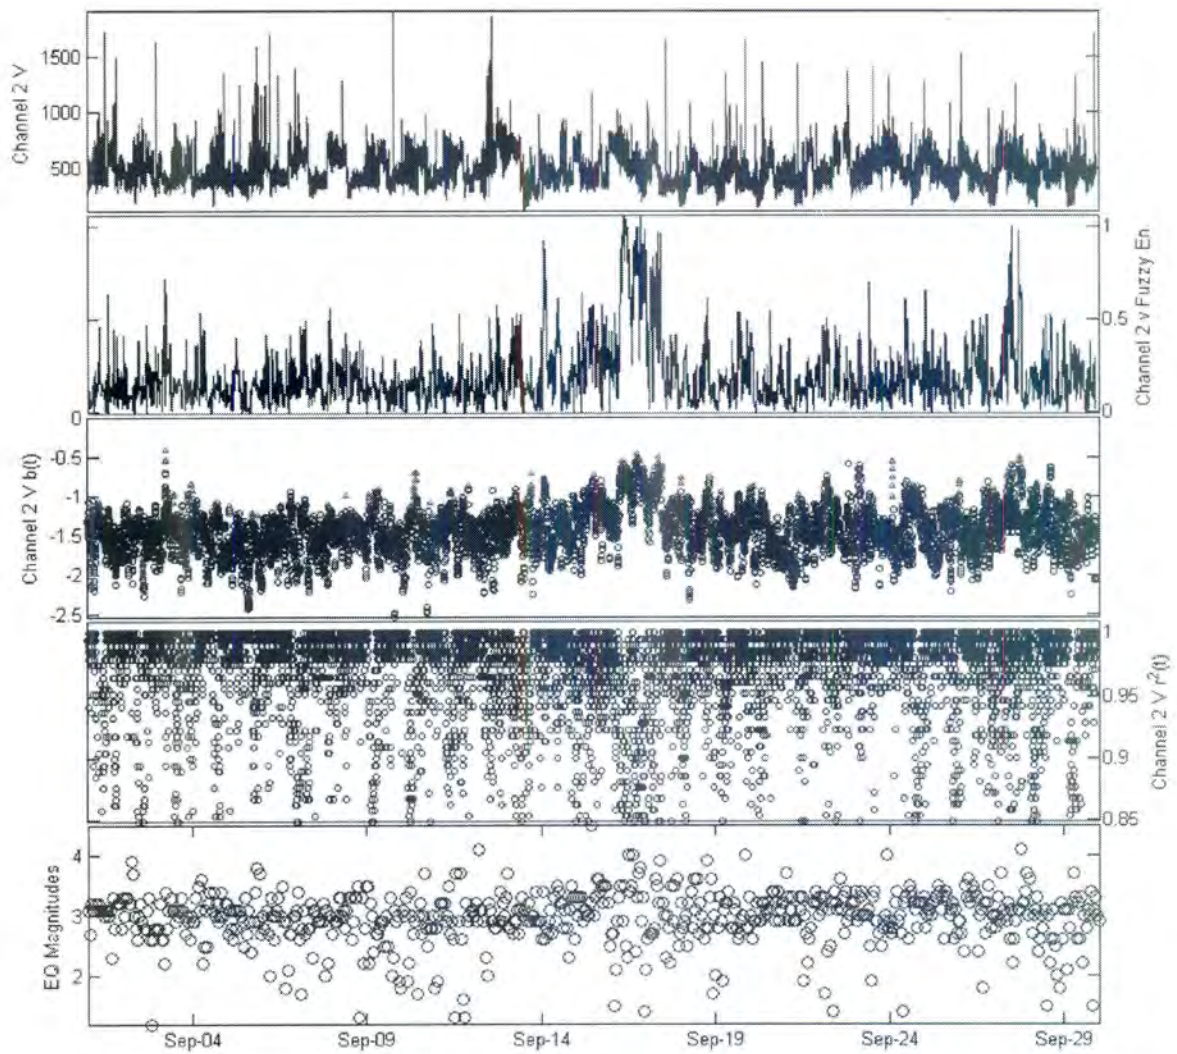 Channel 2 V
1500
1000
500
Channel 2 v Fuzzy En.
1
0.5
0
Channel 2 V b(t)
0
-0.5
-1
-1.5
-2
-2.5
Channel 2 V r²(t)
1
0.95
0.9
0.85
EQ Magnitudes
4
3
2
Sep-04
Sep-09
Sep-14
Sep-19
Sep-24
Sep-29